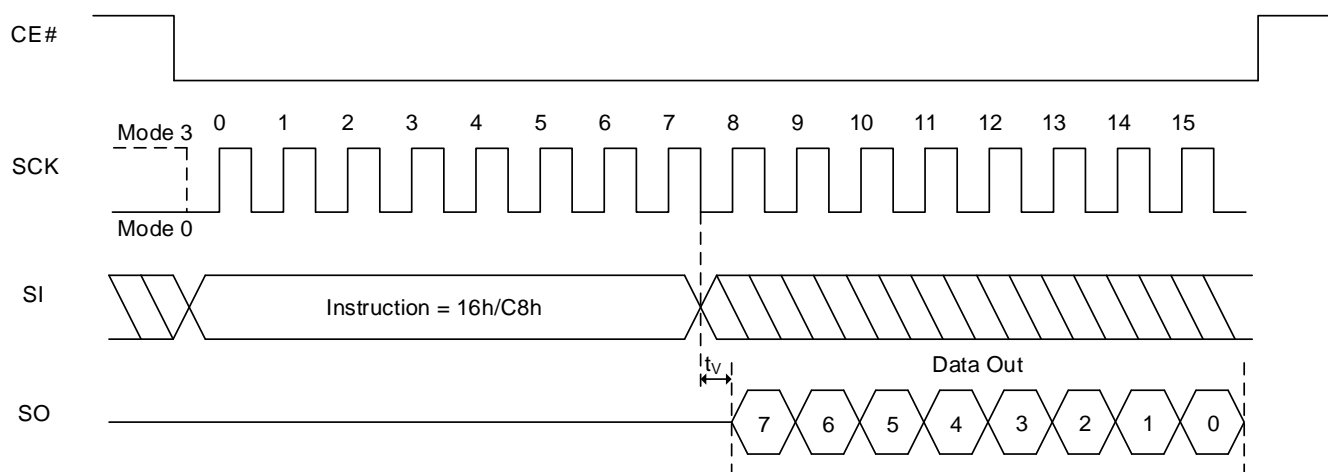 CE#
0 1 2 3 4 5 6 7 8 9 10 11 12 13 14 15
Mode 3
SCK
Mode 0
SI
Instruction = 16h/C8h
tV
Data Out
SO
7 6 5 4 3 2 1 0